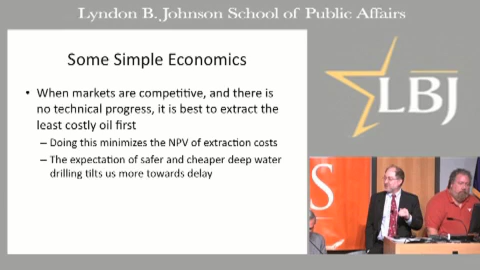 Lyndon B. Johnson School of Public Affairs
Some Simple Economics
• When markets are competitive, and there is
no technical progress, it is best to extract the
least costly oil first
– Doing this minimizes the NPV of extraction costs
– The expectation of safer and cheaper deep water
drilling tilts us more towards delay
LBJ
S